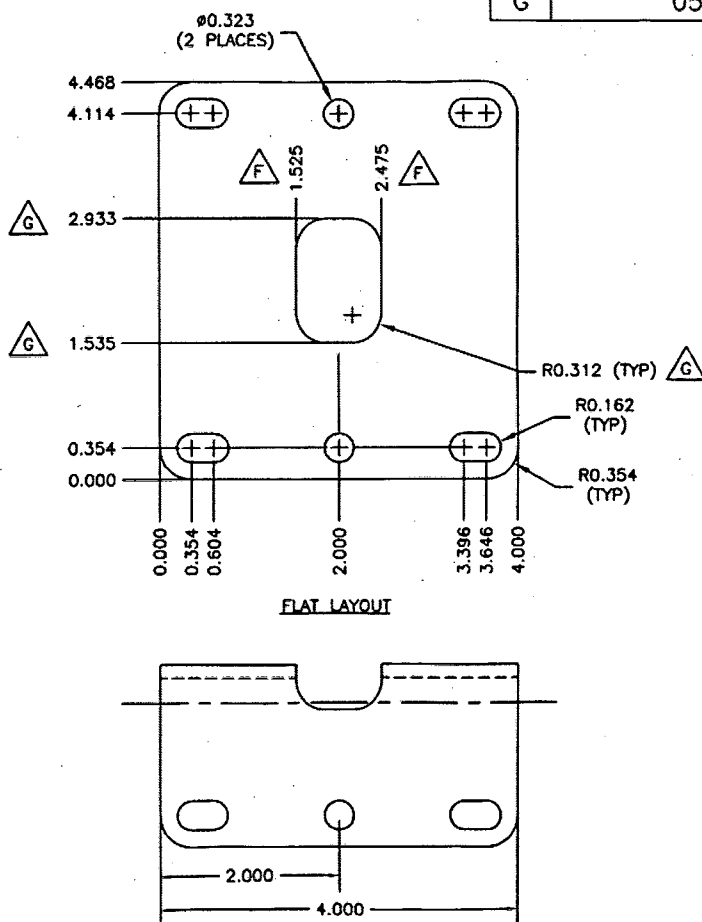 G 05
ø0.323
(2 PLACES)
4.468
4.114
F 1.525 2.475 F
G 2.933
G 1.535
R0.312 (TYP) G
R0.162
(TYP)
0.354
0.000
R0.354
(TYP)
0.000 0.354 0.604 2.000 3.396 3.646 4.000
FLAT LAYOUT
2.000
4.000